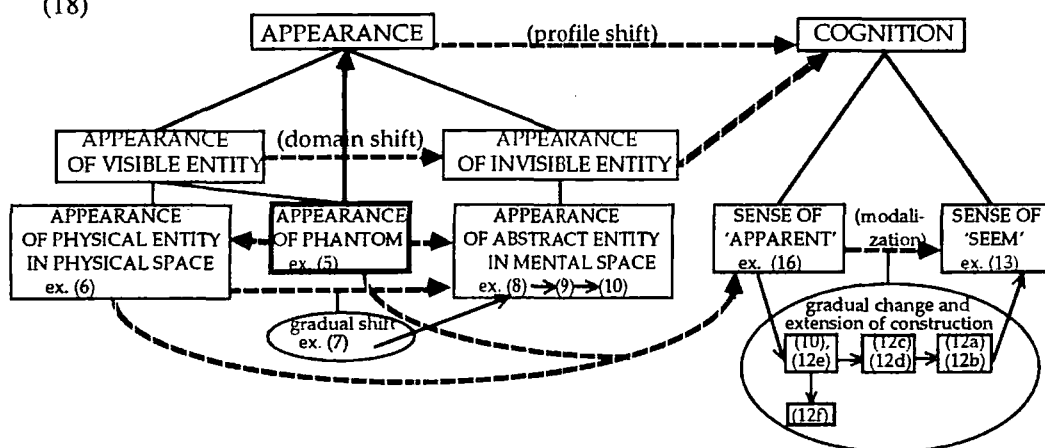 (18)
APPEARANCE
(profile shift)
COGNITION
APPEARANCE
OF VISIBLE ENTITY
(domain shift)
APPEARANCE
OF INVISIBLE ENTITY
APPEARANCE
OF PHYSICAL ENTITY
IN PHYSICAL SPACE
ex. (6)
APPEARANCE
OF PHANTOM
ex. (5)
APPEARANCE
OF ABSTRACT ENTITY
IN MENTAL SPACE
ex. (8) → (9) → (10)
SENSE OF
'APPARENT'
ex. (16)
(modali-
zation)
SENSE OF
'SEEM'
ex. (13)
gradual shift
ex. (7)
gradual change and
extension of construction
(10),
(12e)
(12c)
(12d)
(12a)
(12b)
(12f)